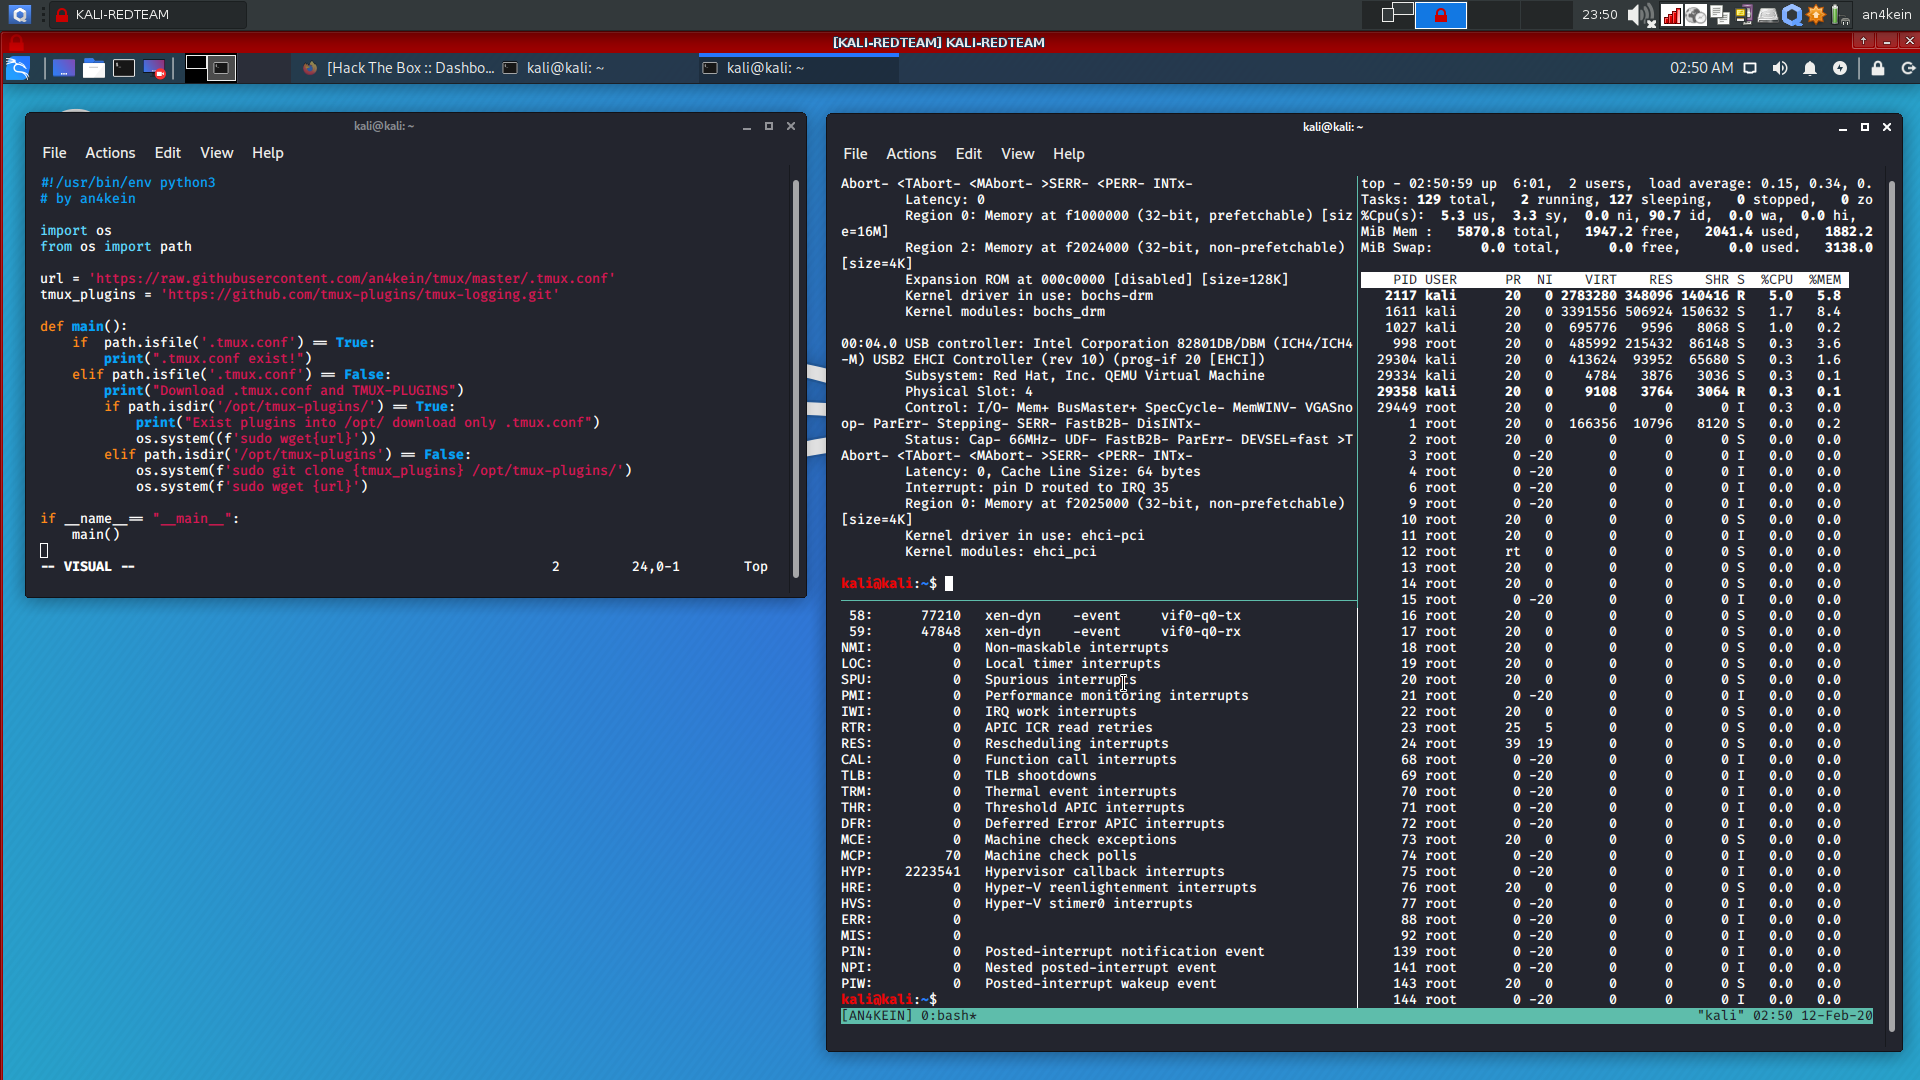 KALI-REDTEAM
23:50
an4kein
[KALI-REDTEAM] KALI-REDTEAM
[Hack The Box :: Dashbo...
kali@kali: ~
kali@kali: ~
02:50 AM
kali@kali: ~
File Actions Edit View Help
#!/usr/bin/env python3
# by an4kein
import os
from os import path
url = 'https://raw.githubusercontent.com/an4kein/tmux/master/.tmux.conf'
tmux_plugins = 'https://github.com/tmux-plugins/tmux-logging.git'
def main():
if path.isfile('.tmux.conf') == True:
print(".tmux.conf exist!")
elif path.isfile('.tmux.conf') == False:
print("Download .tmux.conf and TMUX-PLUGINS")
if path.isdir('/opt/tmux-plugins/') == True:
print("Exist plugins into /opt/ download only .tmux.conf")
os.system((f'sudo wget{url}'))
elif path.isdir('/opt/tmux-plugins') == False:
os.system(f'sudo git clone {tmux_plugins} /opt/tmux-plugins/')
os.system(f'sudo wget {url}')
if __name__== "__main__":
main()
-- VISUAL -- 2 24,0-1 Top
kali@kali: ~
File Actions Edit View Help
Abort- <TAbort- <MAbort- >SERR- <PERR- INTx-
Latency: 0
Region 0: Memory at f1000000 (32-bit, prefetchable) [siz
e=16M]
Region 2: Memory at f2024000 (32-bit, non-prefetchable)
[size=4K]
Expansion ROM at 000c0000 [disabled] [size=128K]
Kernel driver in use: bochs-drm
Kernel modules: bochs_drm
00:04.0 USB controller: Intel Corporation 82801DB/DBM (ICH4/ICH4
-M) USB2 EHCI Controller (rev 10) (prog-if 20 [EHCI])
Subsystem: Red Hat, Inc. QEMU Virtual Machine
Physical Slot: 4
Control: I/O- Mem+ BusMaster+ SpecCycle- MemWINV- VGASno
op- ParErr- Stepping- SERR- FastB2B- DisINTx-
Status: Cap- 66MHz- UDF- FastB2B- ParErr- DEVSEL=fast >T
Abort- <TAbort- <MAbort- >SERR- <PERR- INTx-
Latency: 0, Cache Line Size: 64 bytes
Interrupt: pin D routed to IRQ 35
Region 0: Memory at f2025000 (32-bit, non-prefetchable)
[size=4K]
Kernel driver in use: ehci-pci
Kernel modules: ehci_pci
kali@kali:~$
58: 77210 xen-dyn -event vif0-q0-tx
59: 47848 xen-dyn -event vif0-q0-rx
NMI: 0 Non-maskable interrupts
LOC: 0 Local timer interrupts
SPU: 0 Spurious interrupts
PMI: 0 Performance monitoring interrupts
IWI: 0 IRQ work interrupts
RTR: 0 APIC ICR read retries
RES: 0 Rescheduling interrupts
CAL: 0 Function call interrupts
TLB: 0 TLB shootdowns
TRM: 0 Thermal event interrupts
THR: 0 Threshold APIC interrupts
DFR: 0 Deferred Error APIC interrupts
MCE: 0 Machine check exceptions
MCP: 70 Machine check polls
HYP: 2223541 Hypervisor callback interrupts
HRE: 0 Hyper-V reenlightenment interrupts
HVS: 0 Hyper-V stimer0 interrupts
ERR: 0
MIS: 0
PIN: 0 Posted-interrupt notification event
NPI: 0 Nested posted-interrupt event
PIW: 0 Posted-interrupt wakeup event
kali@kali:~$
top - 02:50:59 up 6:01, 2 users, load average: 0.15, 0.34, 0.
Tasks: 129 total, 2 running, 127 sleeping, 0 stopped, 0 zo
%Cpu(s): 5.3 us, 3.3 sy, 0.0 ni, 90.7 id, 0.0 wa, 0.0 hi,
MiB Mem : 5870.8 total, 1947.2 free, 2041.4 used, 1882.2
MiB Swap: 0.0 total, 0.0 free, 0.0 used. 3138.0
PID USER PR NI VIRT RES SHR S %CPU %MEM
2117 kali 20 0 2783280 348096 140416 R 5.0 5.8
1611 kali 20 0 3391556 506924 150632 S 1.7 8.4
1027 kali 20 0 695776 9596 8068 S 1.0 0.2
998 root 20 0 485992 215432 86148 S 0.3 3.6
29304 kali 20 0 413624 93952 65680 S 0.3 1.6
29334 kali 20 0 4784 3876 3036 S 0.3 0.1
29358 kali 20 0 9108 3764 3064 R 0.3 0.1
29449 root 20 0 0 0 0 I 0.3 0.0
1 root 20 0 166356 10796 8120 S 0.0 0.2
2 root 20 0 0 0 0 S 0.0 0.0
3 root 0 -20 0 0 0 I 0.0 0.0
4 root 0 -20 0 0 0 I 0.0 0.0
6 root 0 -20 0 0 0 I 0.0 0.0
9 root 0 -20 0 0 0 I 0.0 0.0
10 root 20 0 0 0 0 S 0.0 0.0
11 root 20 0 0 0 0 I 0.0 0.0
12 root rt 0 0 0 0 S 0.0 0.0
13 root 20 0 0 0 0 S 0.0 0.0
14 root 20 0 0 0 0 S 0.0 0.0
15 root 0 -20 0 0 0 I 0.0 0.0
16 root 20 0 0 0 0 S 0.0 0.0
17 root 20 0 0 0 0 S 0.0 0.0
18 root 20 0 0 0 0 S 0.0 0.0
19 root 20 0 0 0 0 S 0.0 0.0
20 root 20 0 0 0 0 S 0.0 0.0
21 root 0 -20 0 0 0 I 0.0 0.0
22 root 20 0 0 0 0 S 0.0 0.0
23 root 25 5 0 0 0 S 0.0 0.0
24 root 39 19 0 0 0 S 0.0 0.0
68 root 0 -20 0 0 0 I 0.0 0.0
69 root 0 -20 0 0 0 I 0.0 0.0
70 root 0 -20 0 0 0 I 0.0 0.0
71 root 0 -20 0 0 0 I 0.0 0.0
72 root 0 -20 0 0 0 I 0.0 0.0
73 root 20 0 0 0 0 S 0.0 0.0
74 root 0 -20 0 0 0 I 0.0 0.0
75 root 0 -20 0 0 0 I 0.0 0.0
76 root 20 0 0 0 0 S 0.0 0.0
77 root 0 -20 0 0 0 I 0.0 0.0
88 root 0 -20 0 0 0 I 0.0 0.0
92 root 0 -20 0 0 0 I 0.0 0.0
139 root 0 -20 0 0 0 I 0.0 0.0
141 root 0 -20 0 0 0 I 0.0 0.0
143 root 20 0 0 0 0 S 0.0 0.0
144 root 0 -20 0 0 0 I 0.0 0.0
[AN4KEIN] 0:bash* "kali" 02:50 12-Feb-20